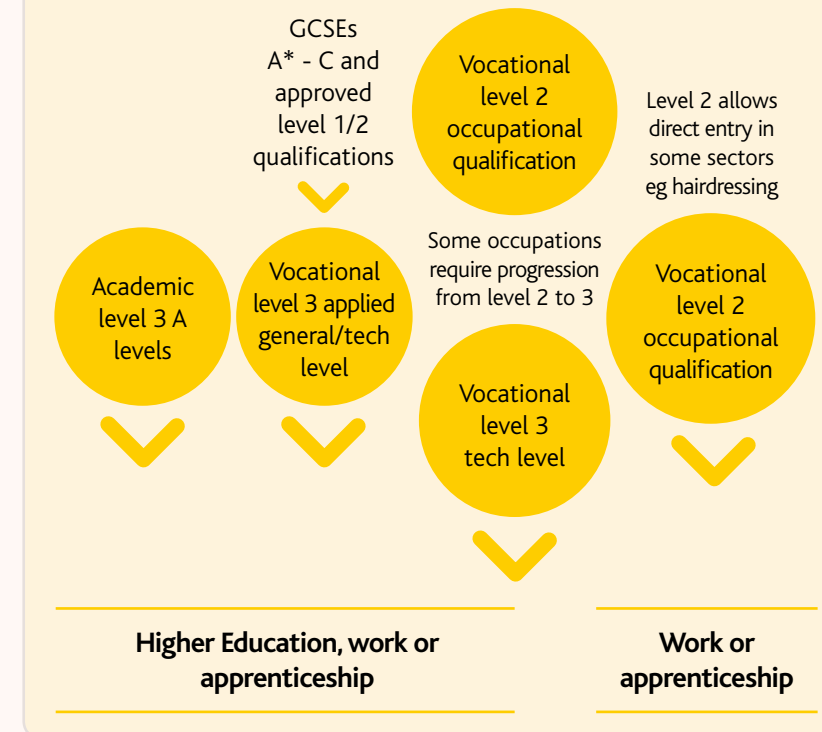 GCSEs
A* - C and
approved
level 1/2
qualifications
Vocational
level 2
occupational
qualification
Level 2 allows
direct entry in
some sectors
eg hairdressing
Academic
level 3 A
levels
Vocational
level 3 applied
general/tech
level
Some occupations
require progression
from level 2 to 3
Vocational
level 2
occupational
qualification
Vocational
level 3
tech level
Higher Education, work or
apprenticeship
Work or
apprenticeship